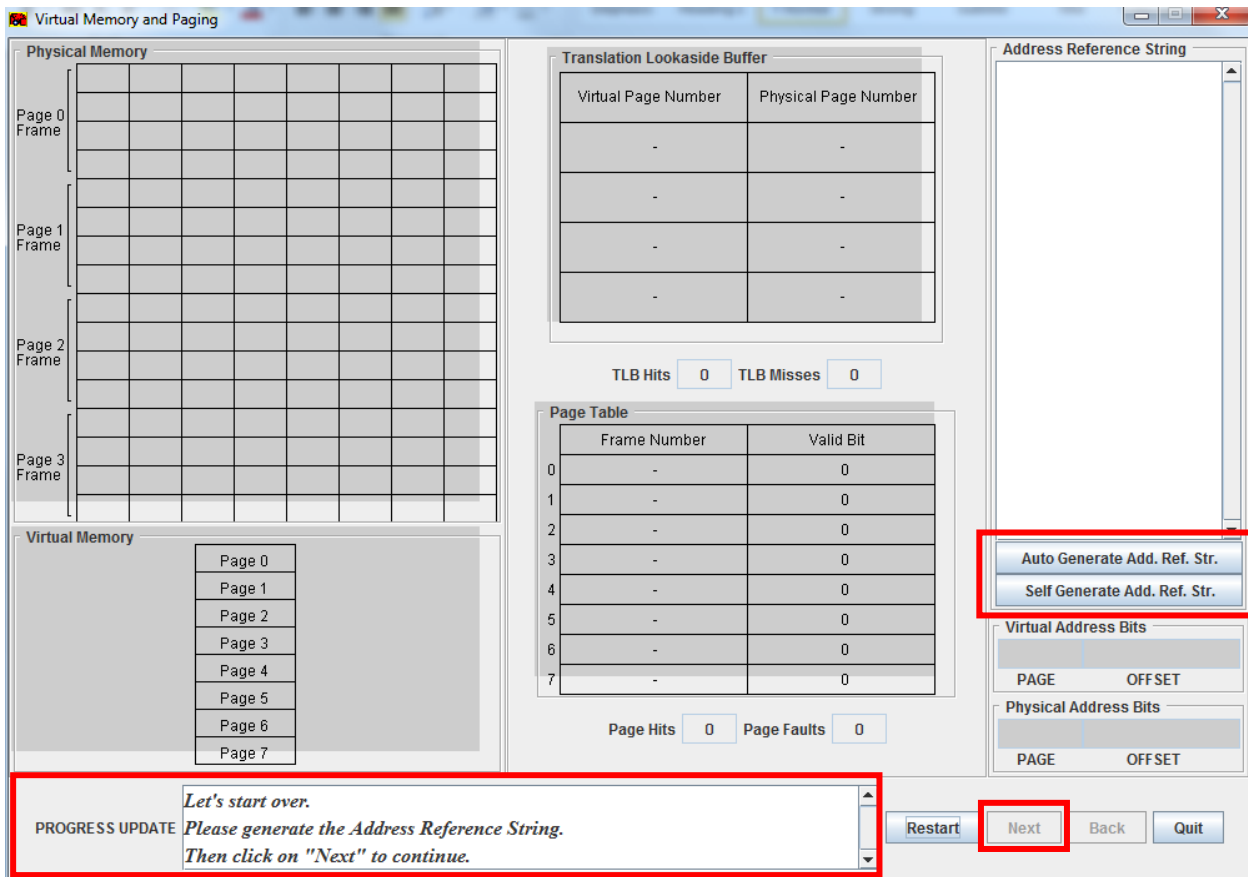 Virtual Memory and Paging
Physical Memory
Page 0
Frame
Page 1
Frame
Page 2
Frame
Page 3
Frame
Virtual Memory
Page 0
Page 1
Page 2
Page 3
Page 4
Page 5
Page 6
Page 7
Translation Lookaside Buffer
Virtual Page Number Physical Page Number
- -
- -
- -
- -
TLB Hits 0 TLB Misses 0
Page Table
Frame Number Valid Bit
0 - 0
1 - 0
2 - 0
3 - 0
4 - 0
5 - 0
6 - 0
7 - 0
Page Hits 0 Page Faults 0
Address Reference String
Auto Generate Add. Ref. Str.
Self Generate Add. Ref. Str.
Virtual Address Bits
PAGE OFFSET
Physical Address Bits
PAGE OFFSET
PROGRESS UPDATE
Let's start over.
Please generate the Address Reference String.
Then click on "Next" to continue.
Restart Next Back Quit